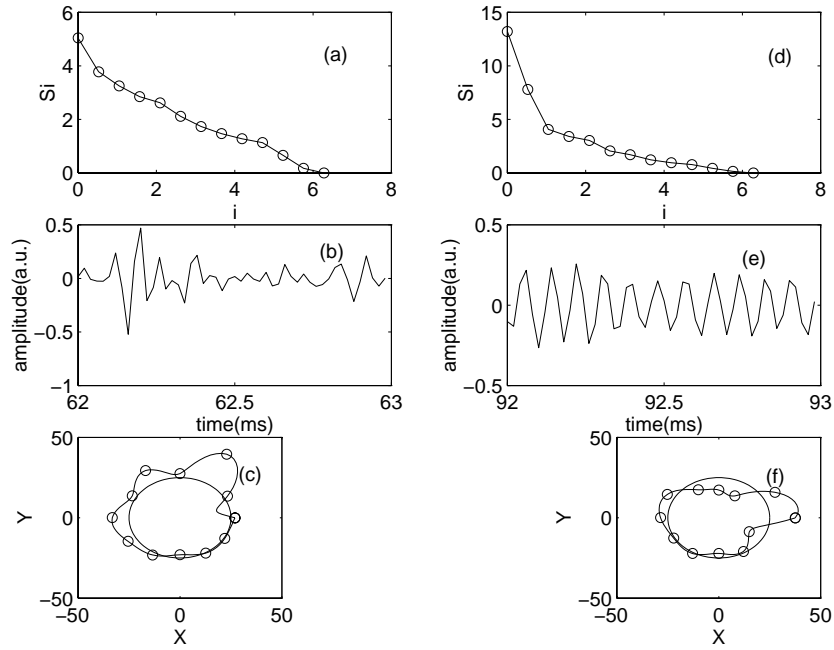 6
4
2
0
Si
(a)
0 2 4 6 8
i
15
10
5
0
Si
(d)
0 2 4 6 8
i
0.5
0
−0.5
−1
amplitude(a.u.)
(b)
62 62.5 63
time(ms)
0.5
0
−0.5
amplitude(a.u.)
(e)
92 92.5 93
time(ms)
50
0
−50
Y
(c)
−50 0 50
X
50
0
−50
Y
(f)
−50 0 50
X